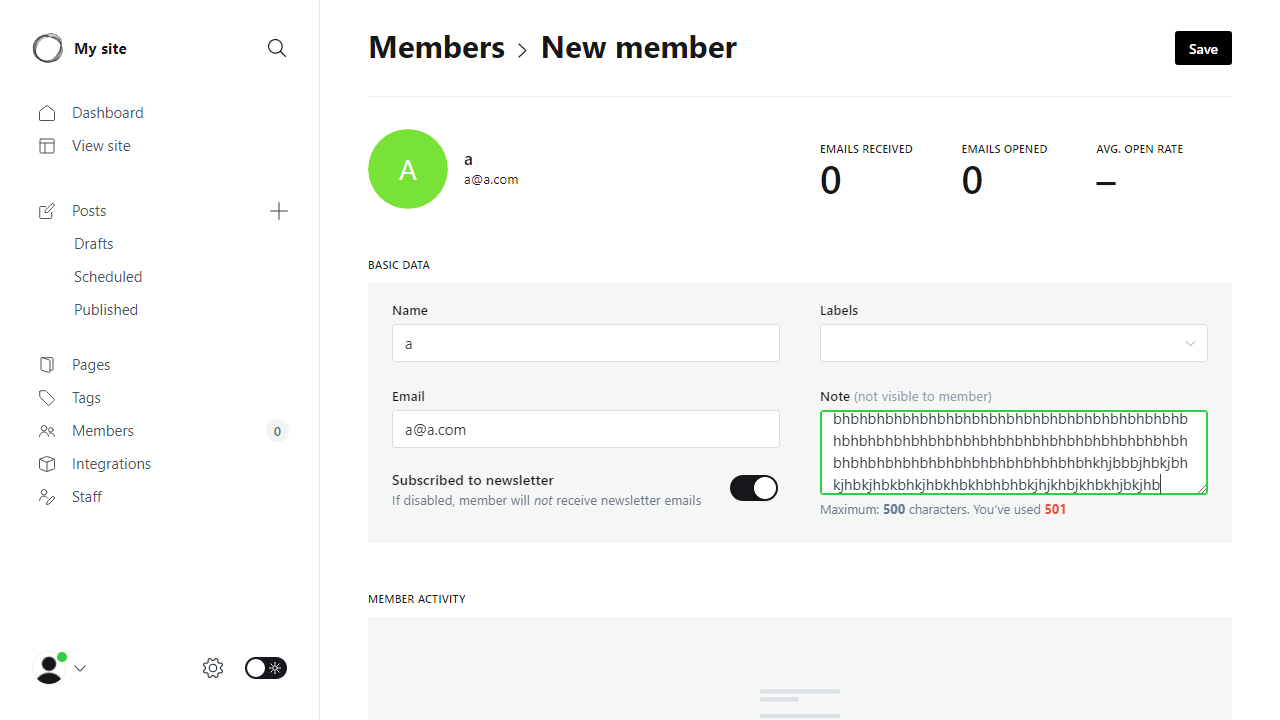 My site
Dashboard
View site
Posts
Drafts
Scheduled
Published
Pages
Tags
Members
0
Integrations
Staff
Members > New member
Save
A
a
a@a.com
EMAILS RECEIVED
0
EMAILS OPENED
0
AVG. OPEN RATE
–
BASIC DATA
Name
a
Labels
Email
a@a.com
Note (not visible to member)
bhbhbhbhbhbhbhbhbhbhbhbhbhbhbhbhbhbhbhbhb
hbhbhbhbhbhbhbhbhbhbhbhbhbhbhbhbhbhbhbhbh
bhbhbhbhbhbhbhbhbhbhbhbhbhbhbhkhjbbbjhbkjbh
kjhbkjhbkbhkjhbkhbkhbhbhbkjhjkhbjkhbkhjbkjhb
Maximum: 500 characters. You’ve used 501
Subscribed to newsletter
If disabled, member will not receive newsletter emails
MEMBER ACTIVITY